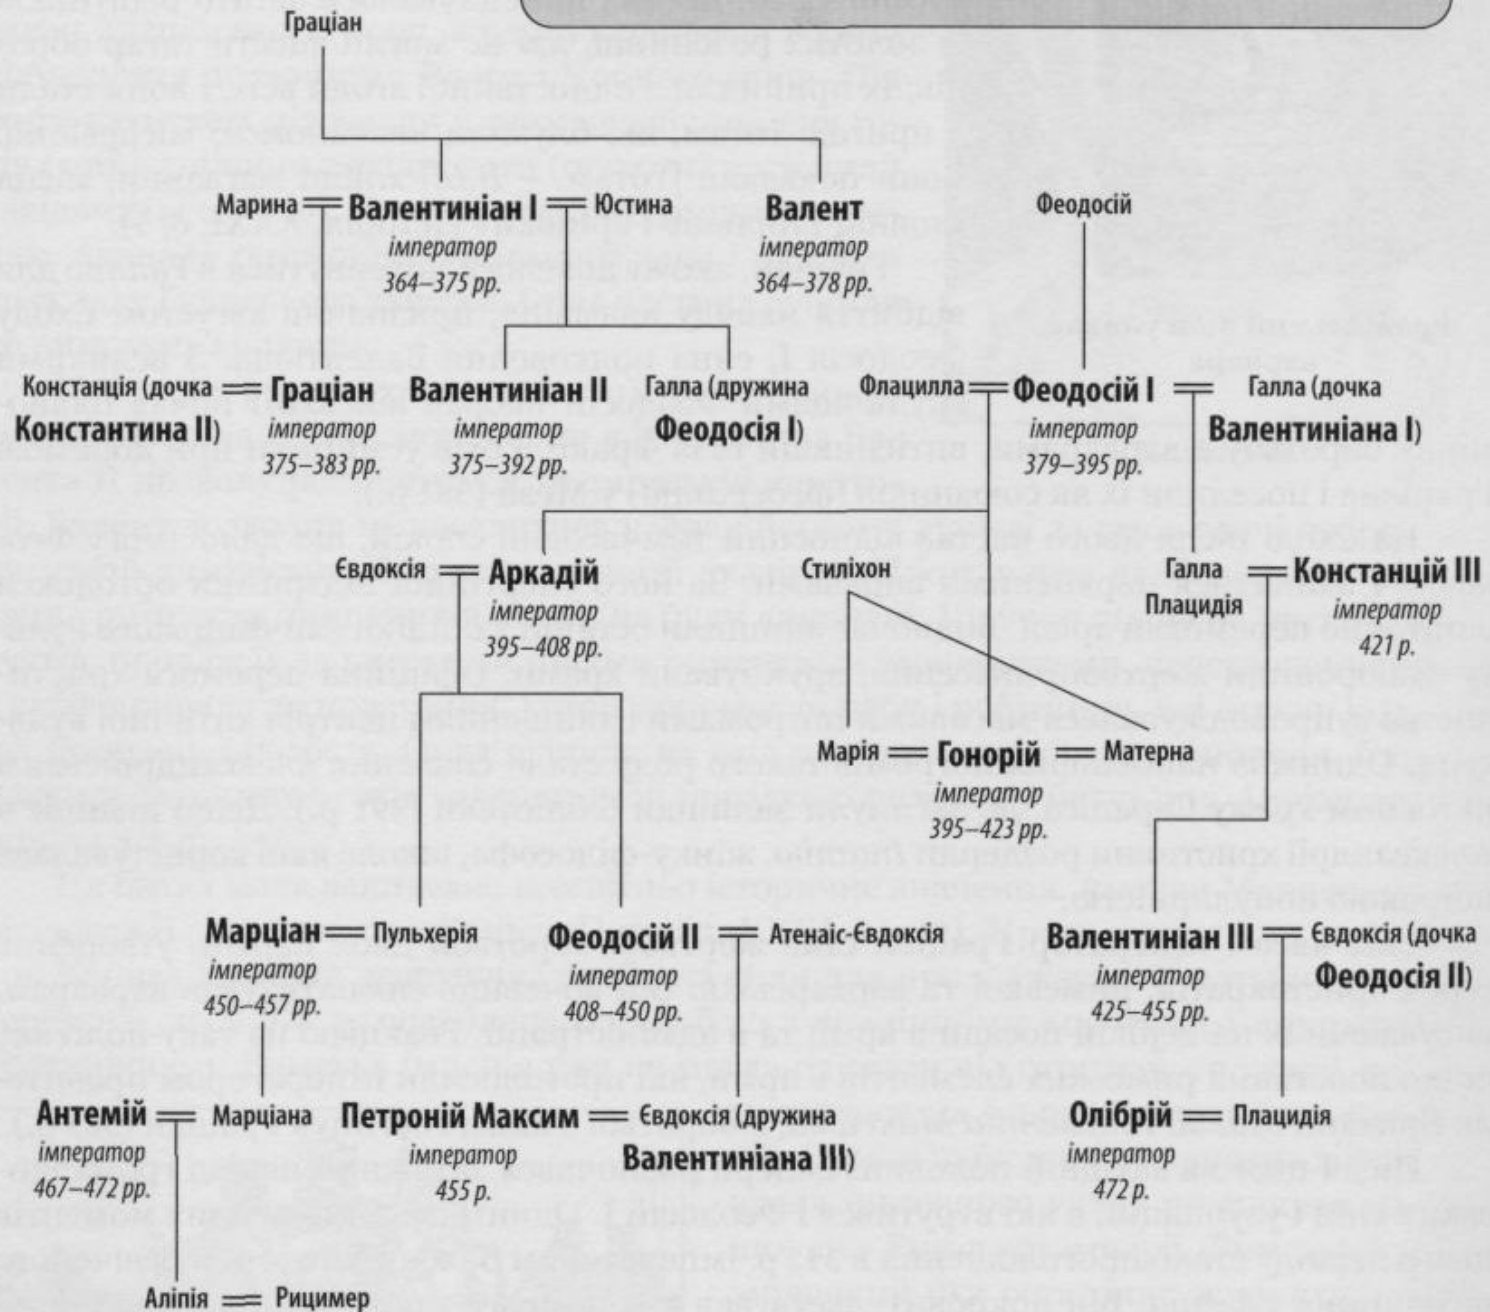 Граціан
Марина Валентиніан I Юстина Валент Феодосій
імператор імператор
364–375 рр. 364–378 рр.
Констанція (дочка Граціан Валентиніан II Галла (дружина Флацилла Феодосій I Галла (дочка
Константина II) імператор імператор Феодосія I) імператор Валентиніана I)
375–383 рр. 375–392 рр. 379–395 рр.
Євдоксія Аркадій Стиліхон Галла Констанцій III
імператор Плацидія імператор
395–408 рр. 421 р.
Марія Гонорій Матерна
імператор
395–423 рр.
Марціан Пульхерія Феодосій II Атенаіс-Євдоксія Валентиніан III Євдоксія (дочка
імператор імператор імператор Феодосія II)
450–457 рр. 408–450 рр. 425–455 рр.
Антемій Марціана Петроній Максим Євдоксія (дружина Олібрій Плацидія
імператор імператор Валентиніана III) імператор
467–472 рр. 455 р. 472 р.
Аліпія Рицимер